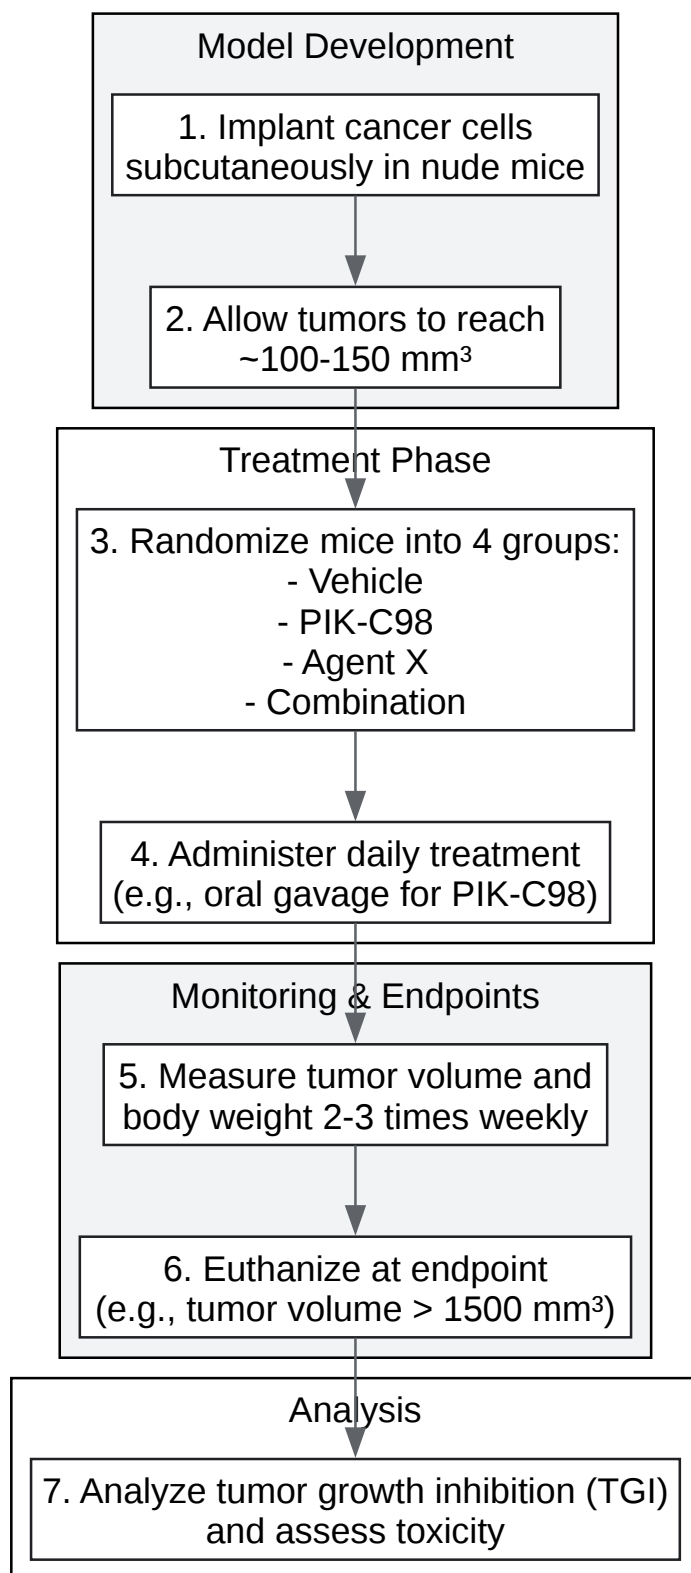 Model Development
1. Implant cancer cells
subcutaneously in nude mice
2. Allow tumors to reach
~100-150 mm³
Treatment Phase
3. Randomize mice into 4 groups:
- Vehicle
- PIK-C98
- Agent X
- Combination
4. Administer daily treatment
(e.g., oral gavage for PIK-C98)
Monitoring & Endpoints
5. Measure tumor volume and
body weight 2-3 times weekly
6. Euthanize at endpoint
(e.g., tumor volume > 1500 mm³)
Analysis
7. Analyze tumor growth inhibition (TGI)
and assess toxicity